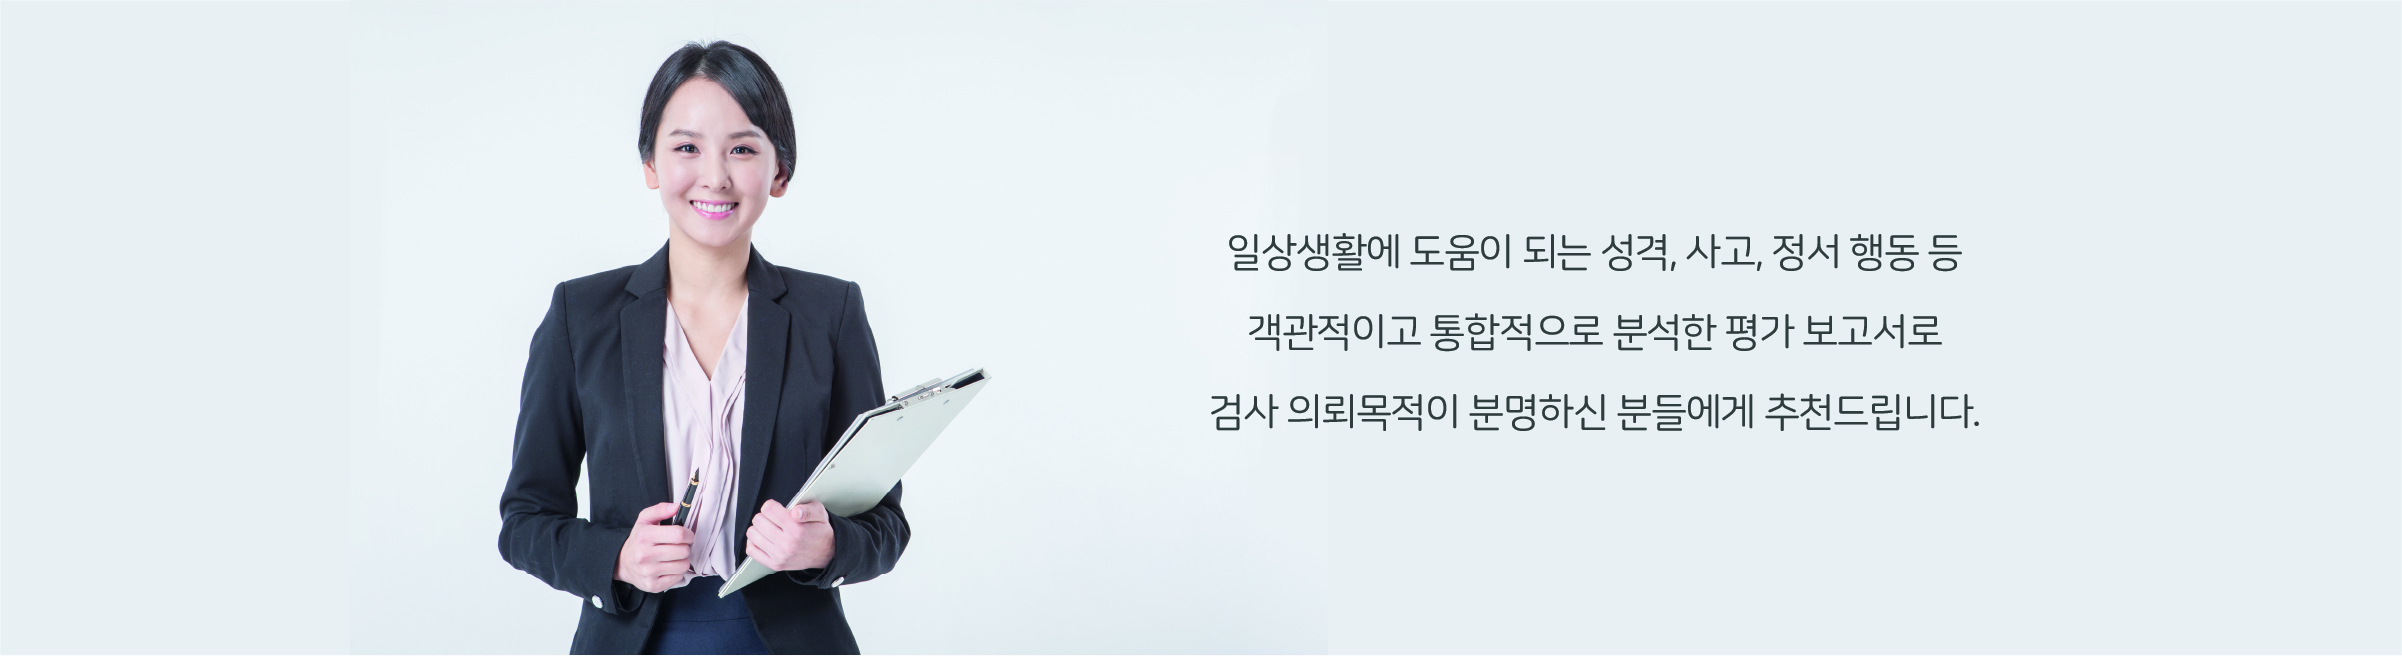 일상생활에 도움이 되는 성격, 사고, 정서 행동 등
객관적이고 통합적으로 분석한 평가 보고서로
검사 의뢰목적이 분명하신 분들에게 추천드립니다.